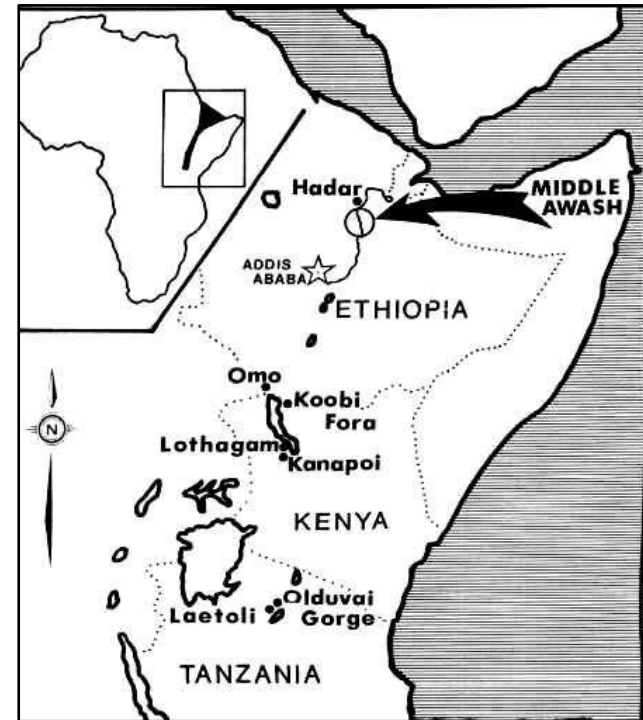 Hadar
MIDDLE
AWASH
ADDIS
ABABA
ETHIOPIA
Omo
Koobi
Fora
Lothagam
Kanapoi
N
KENYA
Olduvai
Gorge
Laetoli
TANZANIA